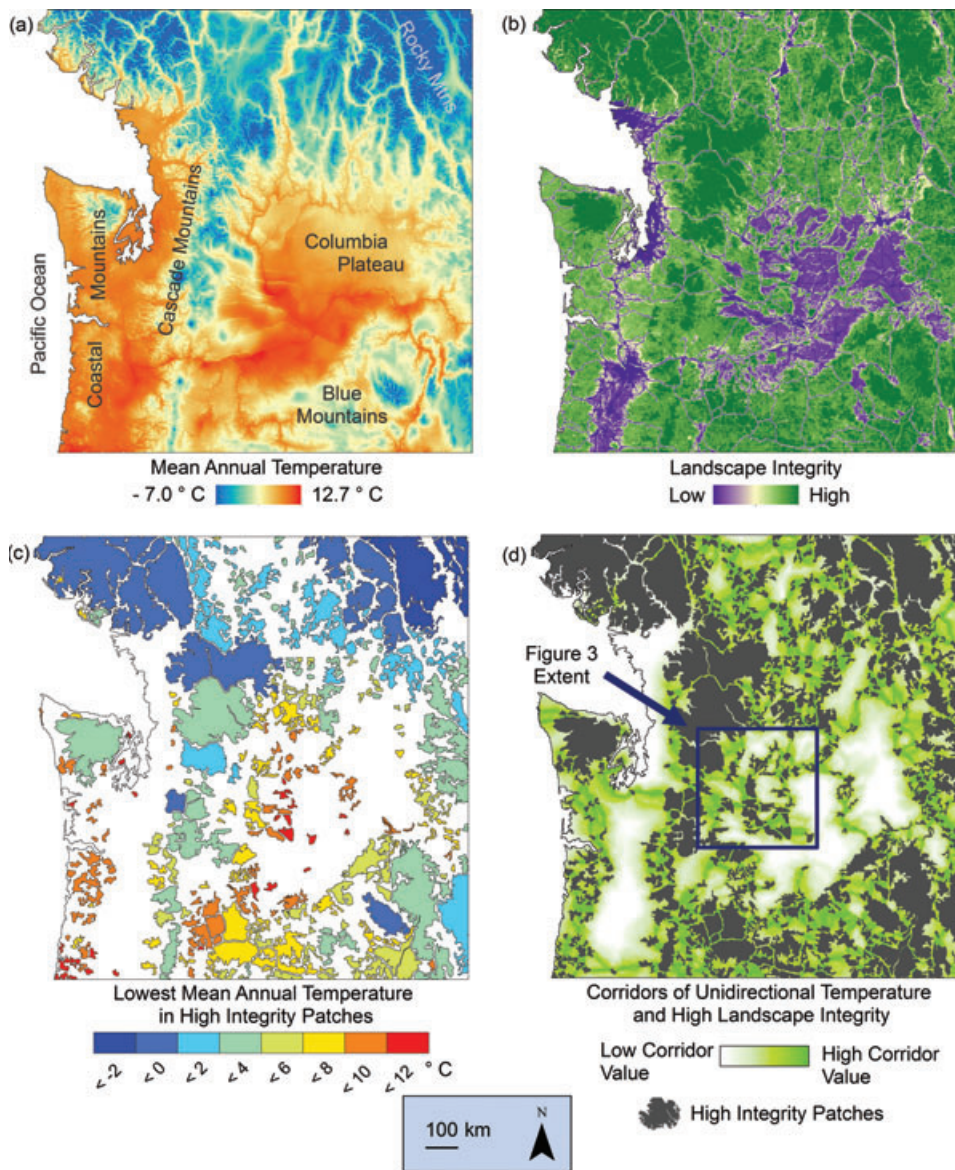 (a)
Rocky Mtns
Pacific Ocean
Coastal
Mountains
Cascade Mountains
Columbia
Plateau
Blue
Mountains
Mean Annual Temperature
- 7.0 ° C 12.7 ° C
(b)
Landscape Integrity
Low High
(c)
Lowest Mean Annual Temperature
in High Integrity Patches
< -2 < 0 < 2 < 4 < 6 < 8 < 10 < 12 ° C
(d)
Figure 3
Extent
Corridors of Unidirectional Temperature
and High Landscape Integrity
Low Corridor
Value
High Corridor
Value
High Integrity Patches
100 km
N